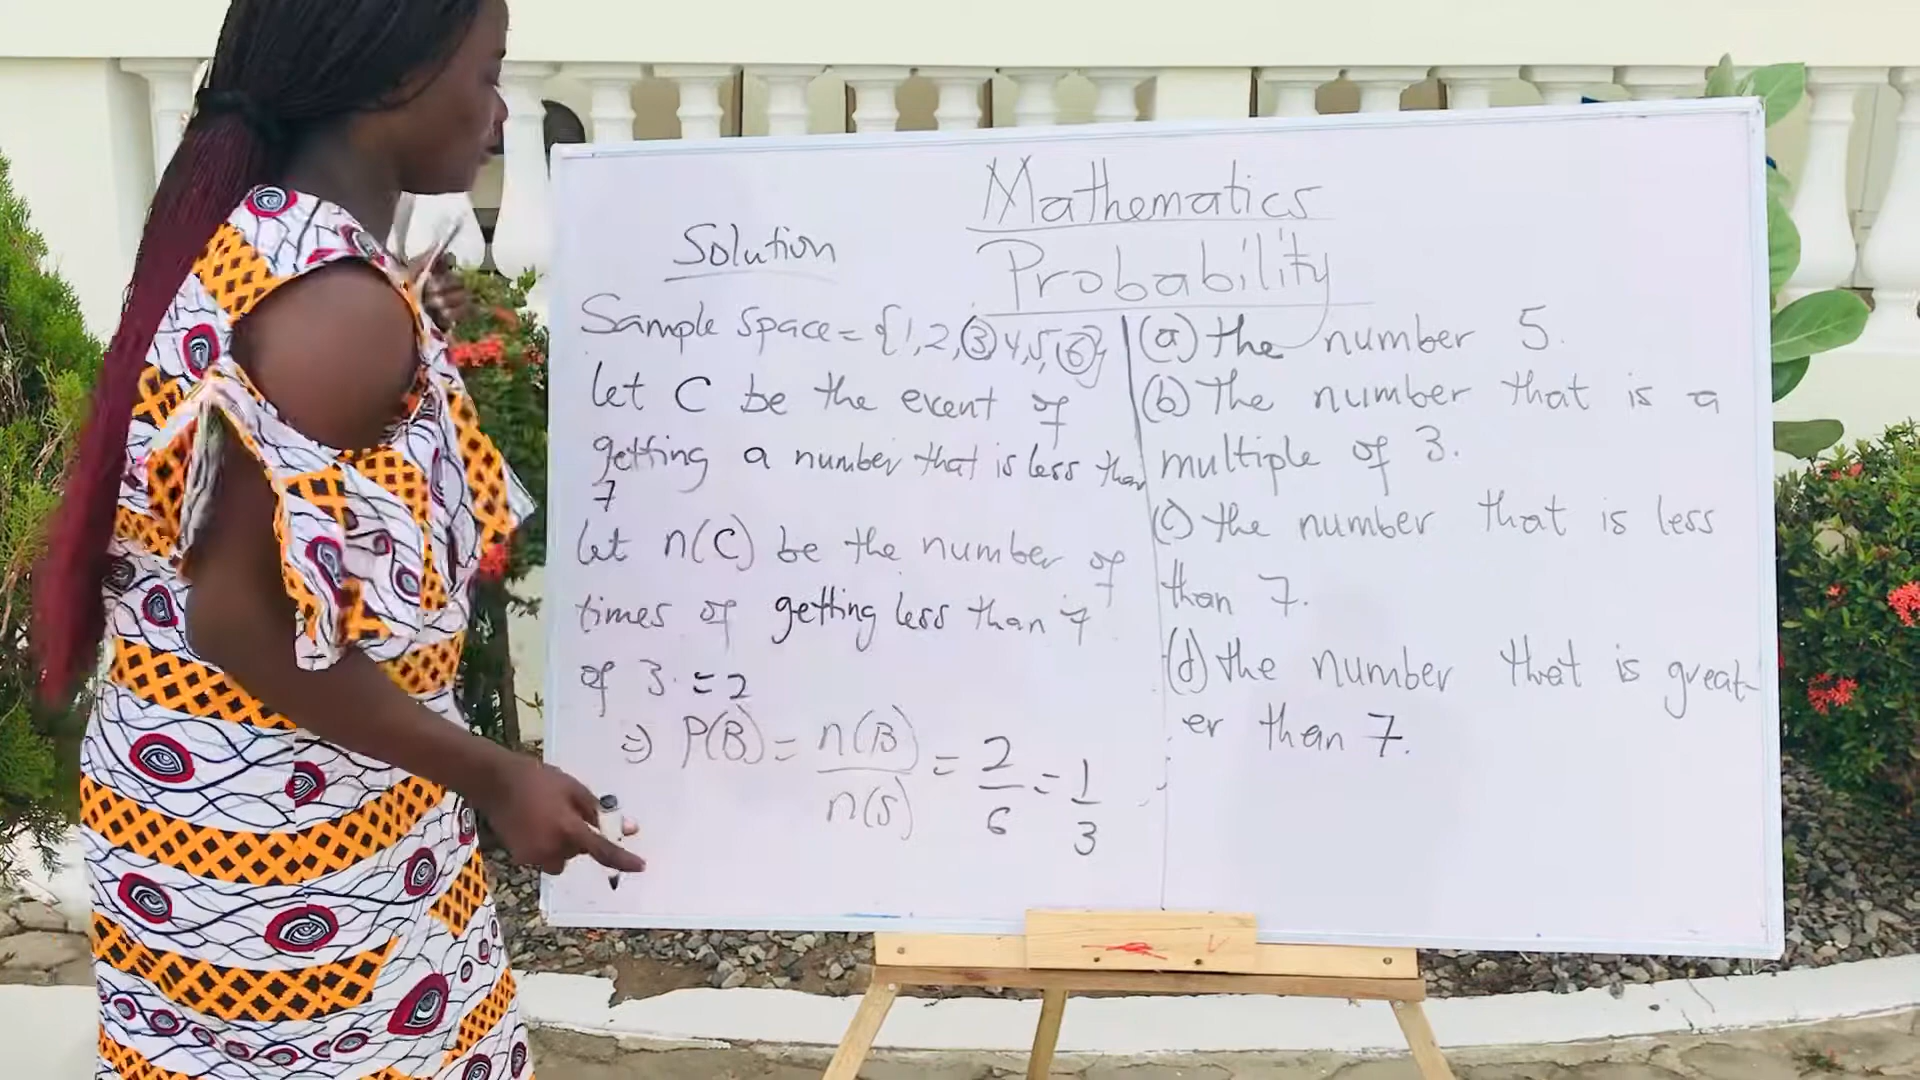 Mathematics
Probability
Solution
Sample space = {1,2,3,4,5,6}
let C be the event of
getting a number that is less than
7
let n(C) be the number of
times of getting less than 7
of 3. = 2
⇒ P(B) = n(B)/n(S) = 2/6 = 1/3
(a) the number 5.
(b) The number that is a
multiple of 3.
(c) the number that is less
than 7.
(d) the number that is great-
er than 7.